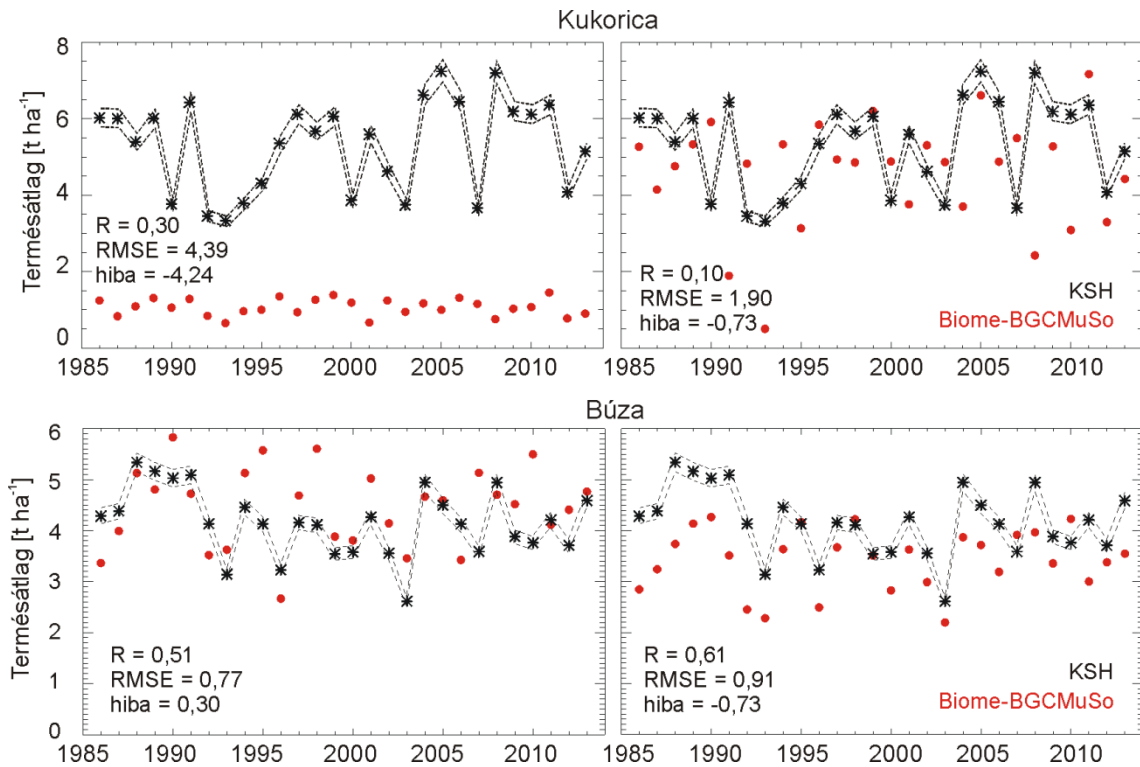 Kukorica
Termésátlag [t ha-1]
8
6
4
2
0
R = 0,30
RMSE = 4,39
hiba = -4,24
1985 1990 1995 2000 2005 2010
R = 0,10
RMSE = 1,90
hiba = -0,73
KSH
Biome-BGCMuSo
1985 1990 1995 2000 2005 2010
Búza
Termésátlag [t ha-1]
6
5
4
3
2
1
0
R = 0,51
RMSE = 0,77
hiba = 0,30
1985 1990 1995 2000 2005 2010
R = 0,61
RMSE = 0,91
hiba = -0,73
KSH
Biome-BGCMuSo
1985 1990 1995 2000 2005 2010